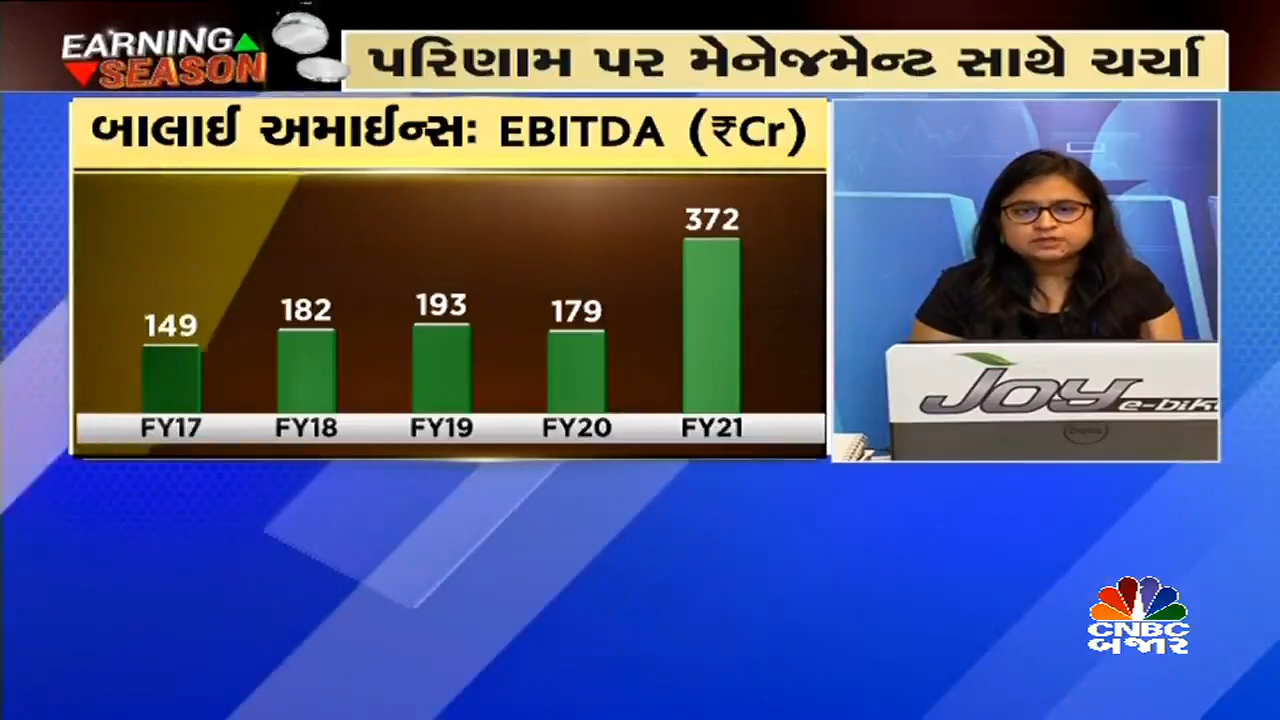 EARNING
SEASON
પરિણામ પર મેનેજમેન્ટ સાથે ચર્ચા
બાલાઈ અમાઈન્સઃ EBITDA (₹Cr)
149
182
193
179
372
FY17
FY18
FY19
FY20
FY21
Joy
e-bik
DELL
CNBC
બજાર